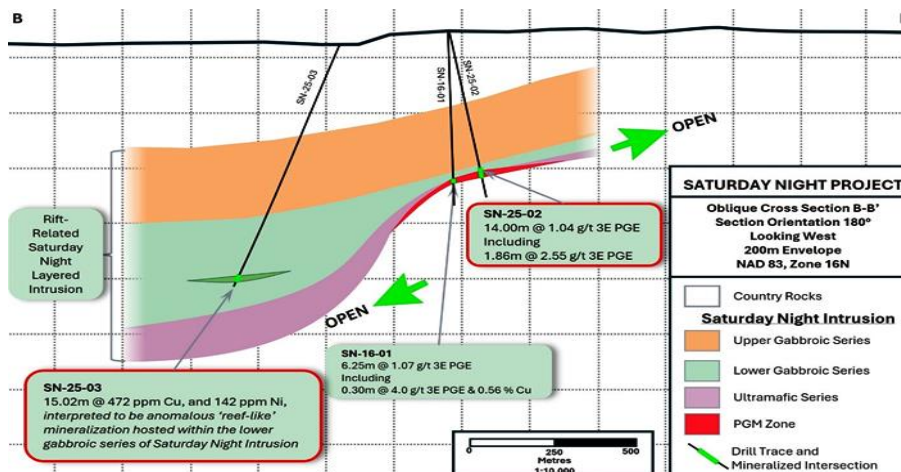 B
SN-25-03
SN-16-01
SN-25-02
OPEN
Rift-
Related
Saturday
Night
Layered
Intrusion
SN-25-02
14.00m @ 1.04 g/t 3E PGE
Including
1.86m @ 2.55 g/t 3E PGE
OPEN
SN-16-01
6.25m @ 1.07 g/t 3E PGE
Including
0.30m @ 4.0 g/t 3E PGE & 0.56 % Cu
SN-25-03
15.02m @ 472 ppm Cu, and 142 ppm Ni,
interpreted to be anomalous 'reef-like'
mineralization hosted within the lower
gabbroic series of Saturday Night Intrusion
0 250 500
Metres
1:10,000
SATURDAY NIGHT PROJECT
Oblique Cross Section B-B'
Section Orientation 180°
Looking West
200m Envelope
NAD 83, Zone 16N
Country Rocks
Saturday Night Intrusion
Upper Gabbroic Series
Lower Gabbroic Series
Ultramafic Series
PGM Zone
Drill Trace and
Mineralized Intersection